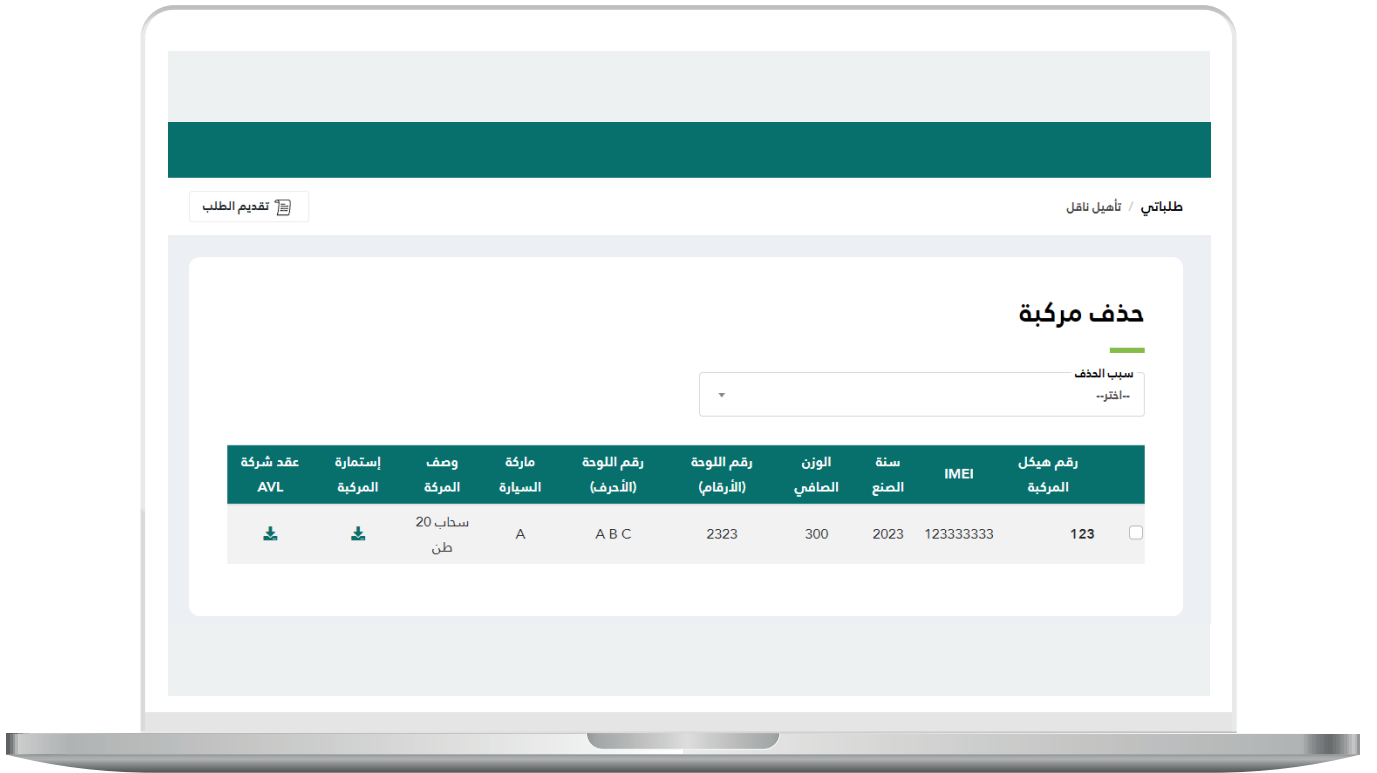 طلباتي / تأهيل ناقل
تقديم الطلب
حذف مركبة
سبب الحذف
--اختر--
رقم هيكل المركبة
IMEI
سنة الصنع
الوزن الصافي
رقم اللوحة (الأرقام)
رقم اللوحة (الأحرف)
ماركة السيارة
وصف المركة
إستمارة المركبة
عقد شركة AVL
123
123333333
2023
300
2323
A B C
A
سحاب 20
طن